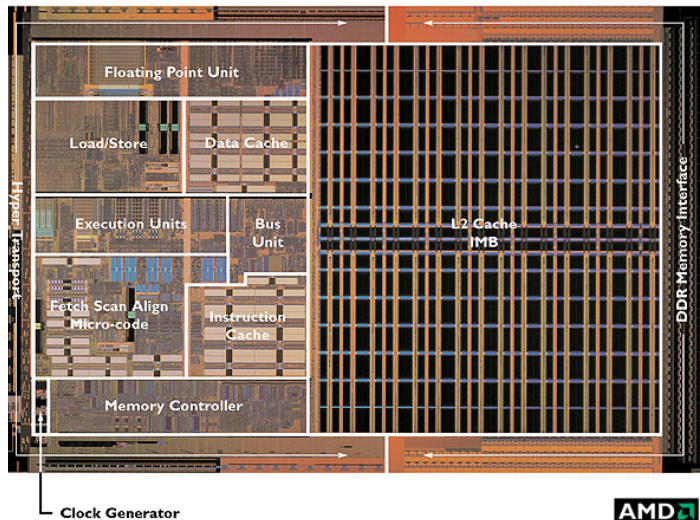 Floating Point Unit
Load/Store
Data Cache
Execution Units
Bus
Unit
L2 Cache
IMB
Hyper Transport
DDR Memory Interface
Fetch Scan Align
Micro-code
Instruction
Cache
Memory Controller
Clock Generator
AMD